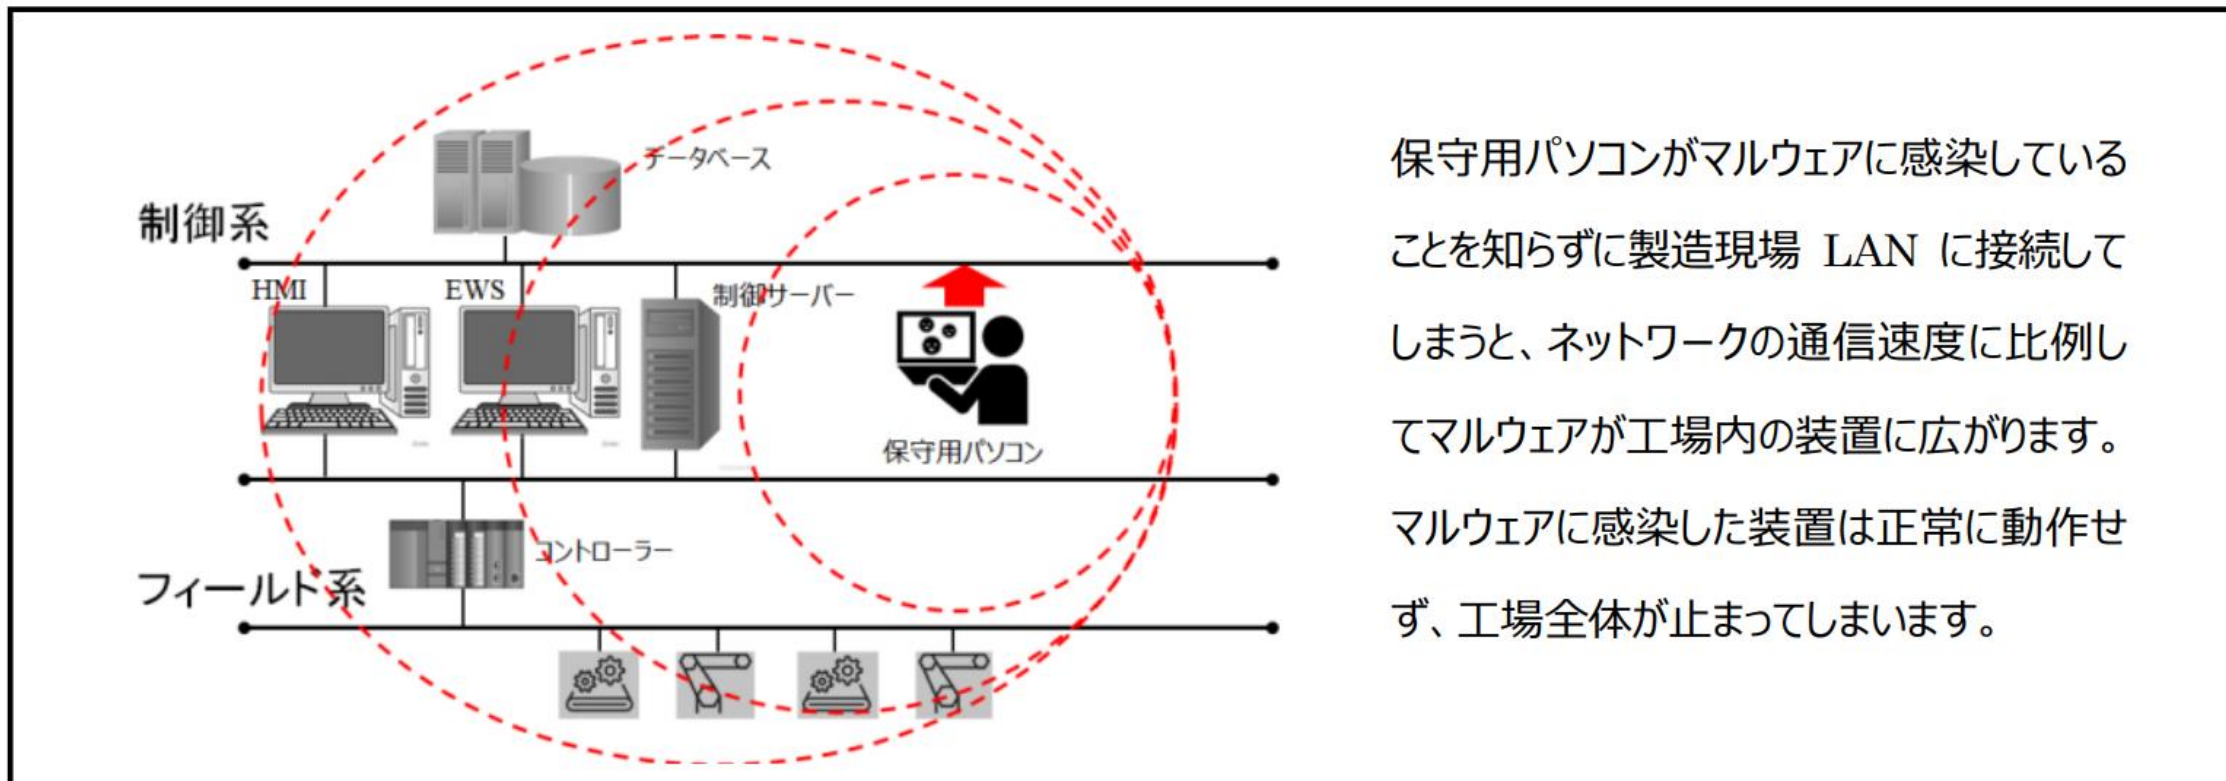 データベース
制御系
HMI
EWS
制御サーバー
保守用パソコン
コントローラー
フィールド系
保守用パソコンがマルウェアに感染している
ことを知らずに製造現場 LAN に接続して
しまうと、ネットワークの通信速度に比例し
てマルウェアが工場内の装置に広がります。
マルウェアに感染した装置は正常に動作せ
ず、工場全体が止まってしまいます。